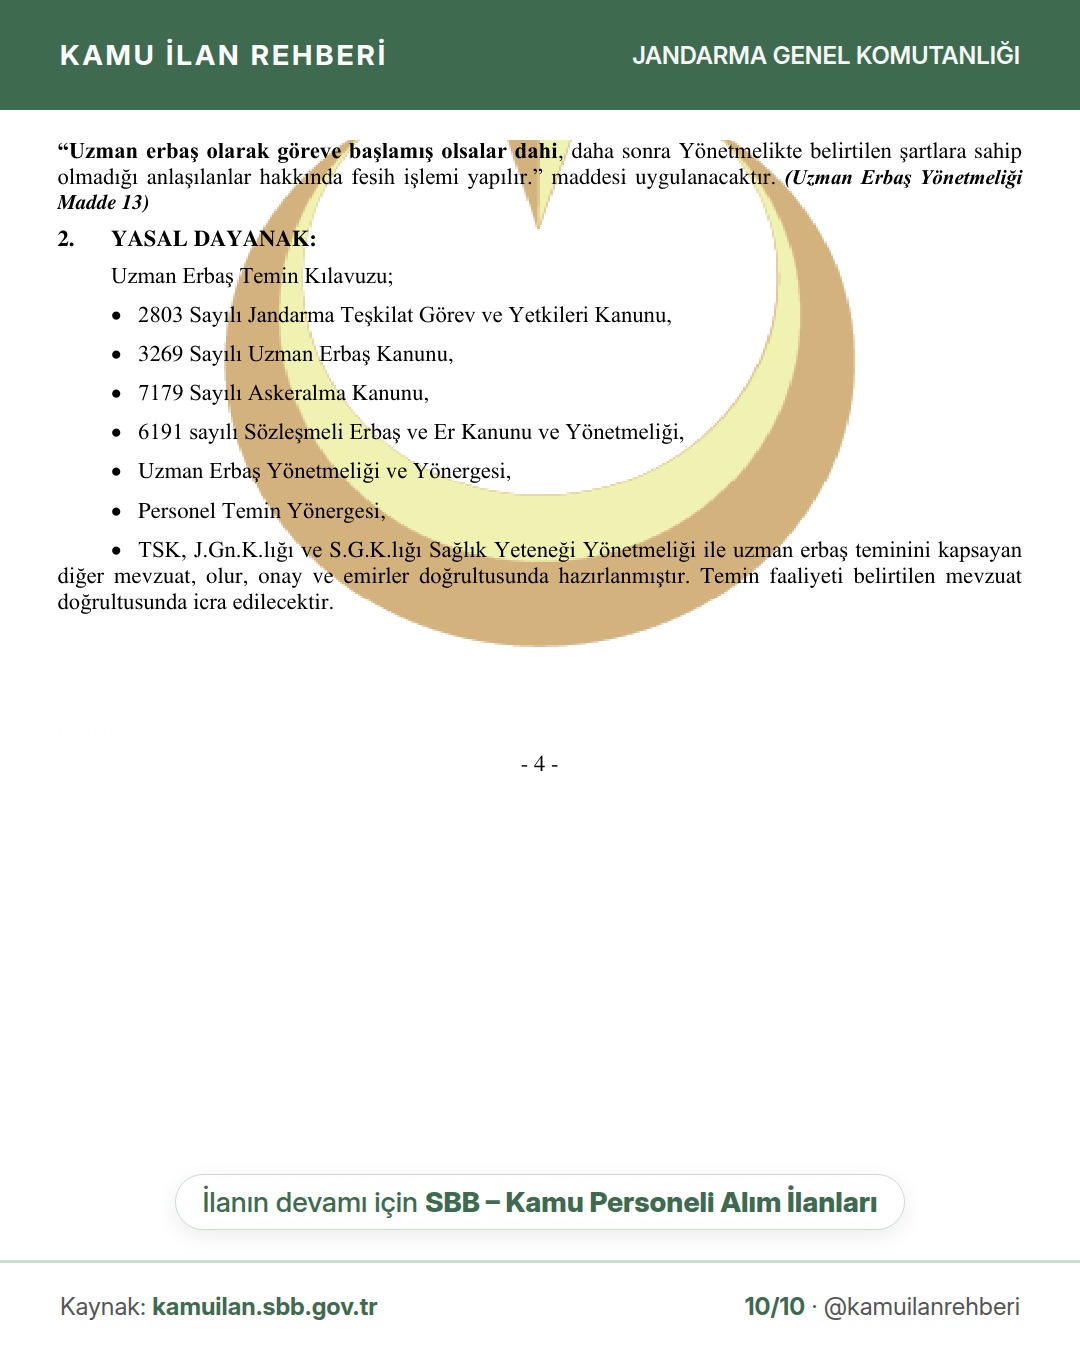 KAMU İLAN REHBERİ
JANDARMA GENEL KOMUTANLIĞI
“Uzman erbaş olarak göreve başlamış olsalar dahi, daha sonra Yönetmelikte belirtilen şartlara sahip
olmadığı anlaşılanlar hakkında fesih işlemi yapılır.” maddesi uygulanacaktır. (Uzman Erbaş Yönetmeliği
Madde 13)
2. YASAL DAYANAK:
Uzman Erbaş Temin Kılavuzu;
• 2803 Sayılı Jandarma Teşkilat Görev ve Yetkileri Kanunu,
• 3269 Sayılı Uzman Erbaş Kanunu,
• 7179 Sayılı Askeralma Kanunu,
• 6191 sayılı Sözleşmeli Erbaş ve Er Kanunu ve Yönetmeliği,
• Uzman Erbaş Yönetmeliği ve Yönergesi,
• Personel Temin Yönergesi,
• TSK, J.Gn.K.lığı ve S.G.K.lığı Sağlık Yeteneği Yönetmeliği ile uzman erbaş teminini kapsayan
diğer mevzuat, olur, onay ve emirler doğrultusunda hazırlanmıştır. Temin faaliyeti belirtilen mevzuat
doğrultusunda icra edilecektir.
- 4 -
İlanın devamı için SBB – Kamu Personeli Alım İlanları
Kaynak: kamuilan.sbb.gov.tr
10/10 · @kamuilanrehberi